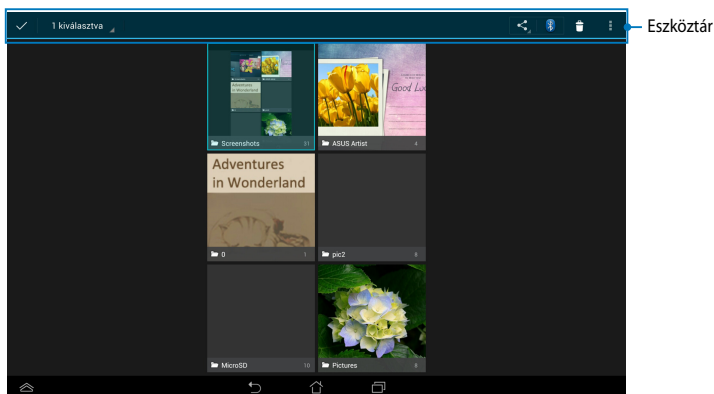 1 kiválasztva
Eszköztár
Good Luc
Screenshots 31
ASUS Artist 4
Adventures
in Wonderland
0 1
pic2 8
MicroSD 10
Pictures 8